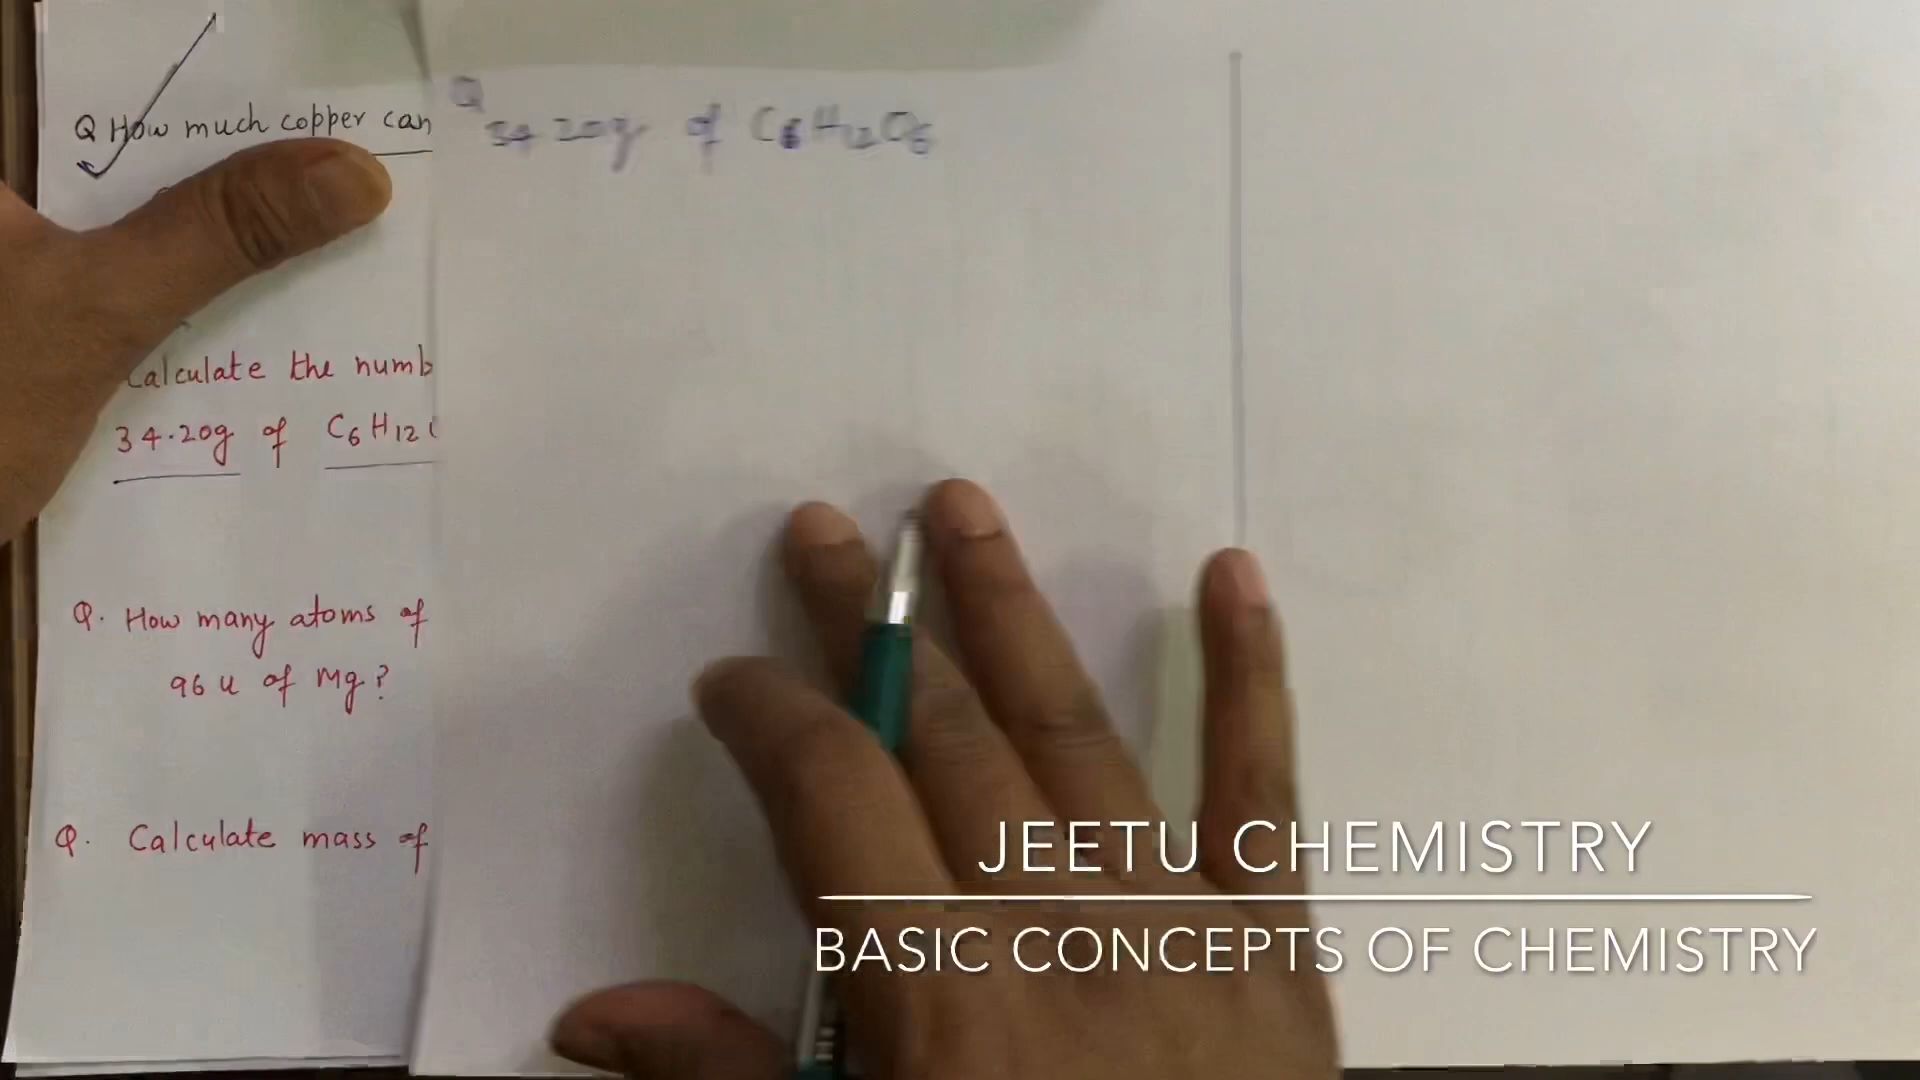 Q How much copper can
Calculate the numb
34.20g of C6H12
Q. How many atoms of
96 u of Mg?
Q. Calculate mass of
Q
34.20g of C6H12O6
JEETU CHEMISTRY
BASIC CONCEPTS OF CHEMISTRY